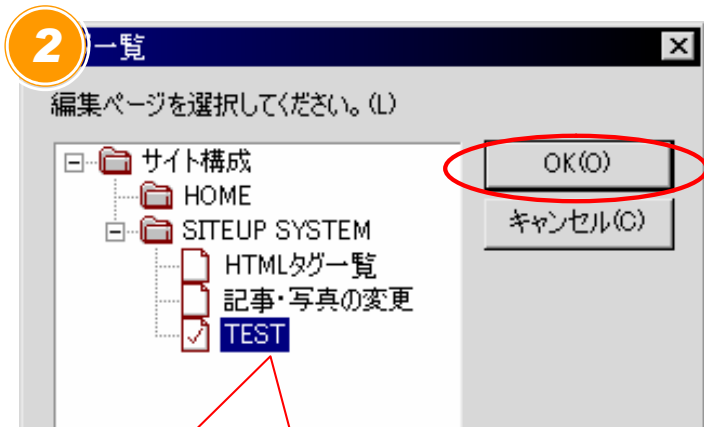 2
一覧
編集ページを選択してください。(L)
サイト構成
OK(O)
HOME
キャンセル(C)
SITEUP SYSTEM
HTMLタグ一覧
記事・写真の変更
TEST